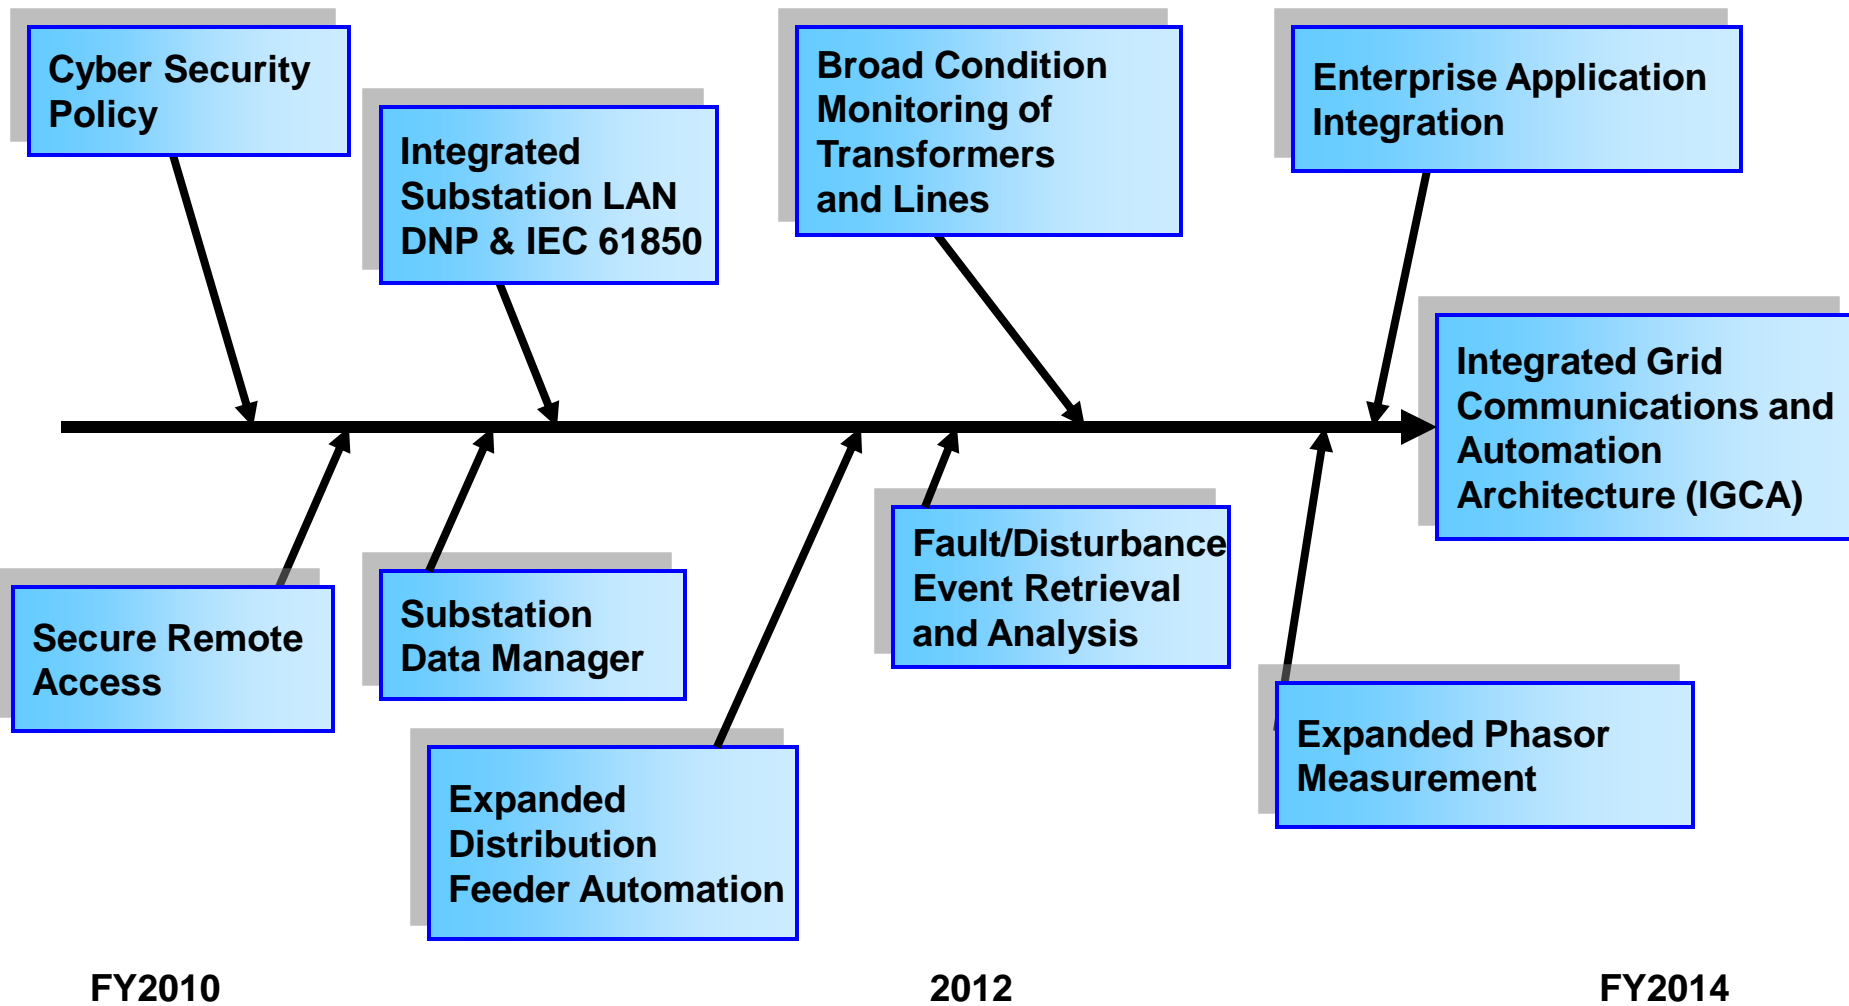 Cyber Security
Policy
Integrated
Substation LAN
DNP & IEC 61850
Broad Condition
Monitoring of
Transformers
and Lines
Enterprise Application
Integration
Integrated Grid
Communications and
Automation
Architecture (IGCA)
Secure Remote
Access
Substation
Data Manager
Expanded
Distribution
Feeder Automation
Fault/Disturbance
Event Retrieval
and Analysis
Expanded Phasor
Measurement
FY2010
2012
FY2014